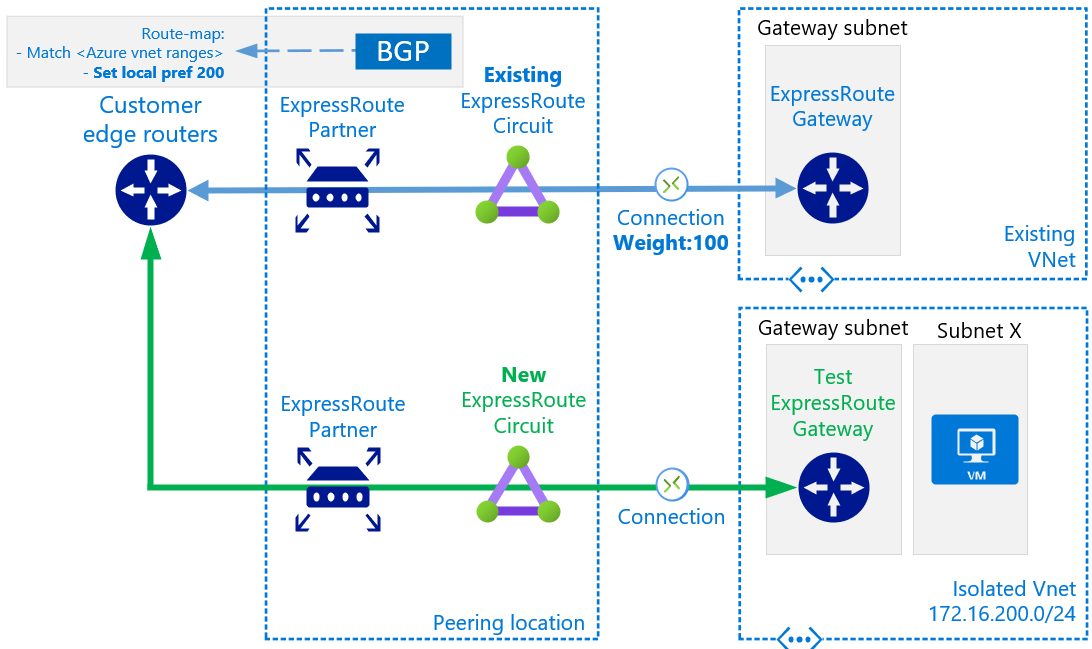 Route-map:
- Match <Azure vnet ranges>
- Set local pref 200
BGP
Customer
edge routers
ExpressRoute
Partner
Existing
ExpressRoute
Circuit
Connection
Weight:100
Gateway subnet
ExpressRoute
Gateway
Existing
VNet
ExpressRoute
Partner
New
ExpressRoute
Circuit
Connection
Gateway subnet
Test
ExpressRoute
Gateway
Subnet X
VM
Isolated Vnet
172.16.200.0/24
Peering location